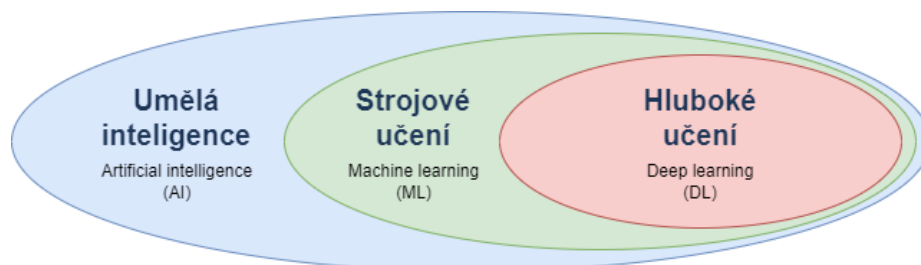 Umělá
inteligence
Artificial intelligence
(AI)
Strojové
učení
Machine learning
(ML)
Hluboké
učení
Deep learning
(DL)